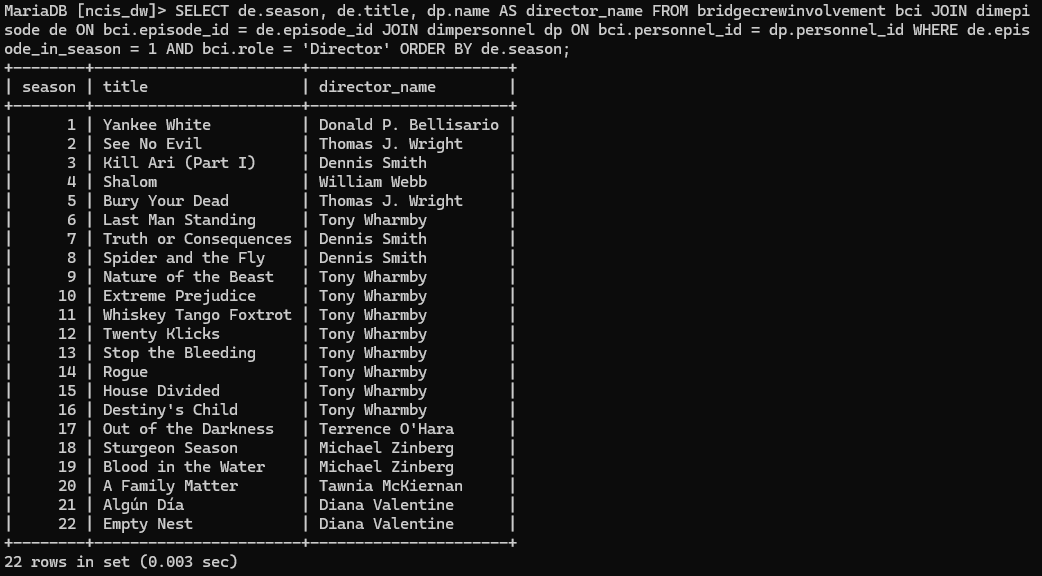 MariaDB [ncis_dw]> SELECT de.season, de.title, dp.name AS director_name FROM bridgecrewinvolvement bci JOIN dimepi
sode de ON bci.episode_id = de.episode_id JOIN dimpersonnel dp ON bci.personnel_id = dp.personnel_id WHERE de.epis
ode_in_season = 1 AND bci.role = 'Director' ORDER BY de.season;
+--------+-----------------------+----------------------+
| season | title                 | director_name        |
+--------+-----------------------+----------------------+
|      1 | Yankee White          | Donald P. Bellisario |
|      2 | See No Evil           | Thomas J. Wright     |
|      3 | Kill Ari (Part I)     | Dennis Smith         |
|      4 | Shalom                | William Webb         |
|      5 | Bury Your Dead        | Thomas J. Wright     |
|      6 | Last Man Standing     | Tony Wharmby         |
|      7 | Truth or Consequences | Dennis Smith         |
|      8 | Spider and the Fly    | Dennis Smith         |
|      9 | Nature of the Beast   | Tony Wharmby         |
|     10 | Extreme Prejudice     | Tony Wharmby         |
|     11 | Whiskey Tango Foxtrot | Tony Wharmby         |
|     12 | Twenty Klicks         | Tony Wharmby         |
|     13 | Stop the Bleeding     | Tony Wharmby         |
|     14 | Rogue                 | Tony Wharmby         |
|     15 | House Divided         | Tony Wharmby         |
|     16 | Destiny's Child       | Tony Wharmby         |
|     17 | Out of the Darkness   | Terrence O'Hara      |
|     18 | Sturgeon Season       | Michael Zinberg      |
|     19 | Blood in the Water    | Michael Zinberg      |
|     20 | A Family Matter       | Tawnia McKiernan     |
|     21 | Algún Día             | Diana Valentine      |
|     22 | Empty Nest            | Diana Valentine      |
+--------+-----------------------+----------------------+
22 rows in set (0.003 sec)